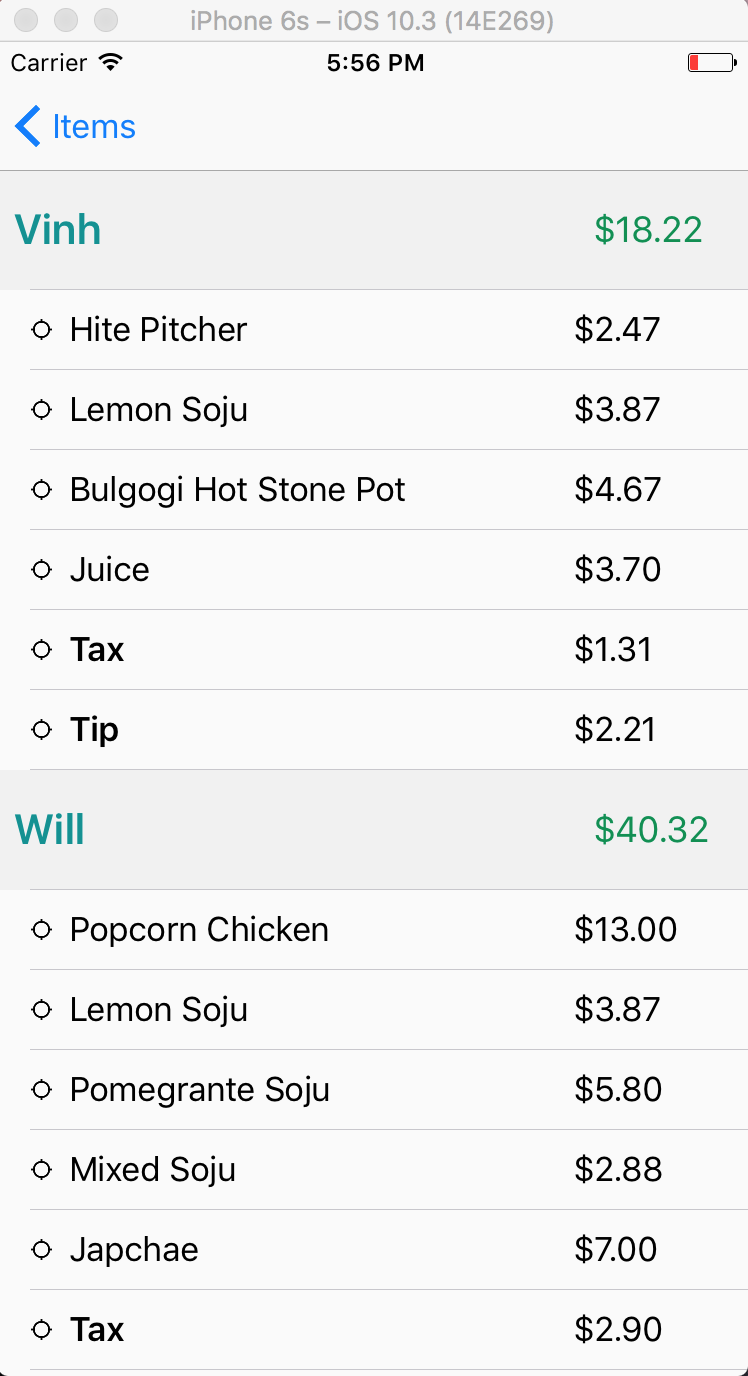 iPhone 6s – iOS 10.3 (14E269)
Carrier 5:56 PM
Items
Vinh $18.22
Hite Pitcher $2.47
Lemon Soju $3.87
Bulgogi Hot Stone Pot $4.67
Juice $3.70
Tax $1.31
Tip $2.21
Will $40.32
Popcorn Chicken $13.00
Lemon Soju $3.87
Pomegrante Soju $5.80
Mixed Soju $2.88
Japchae $7.00
Tax $2.90